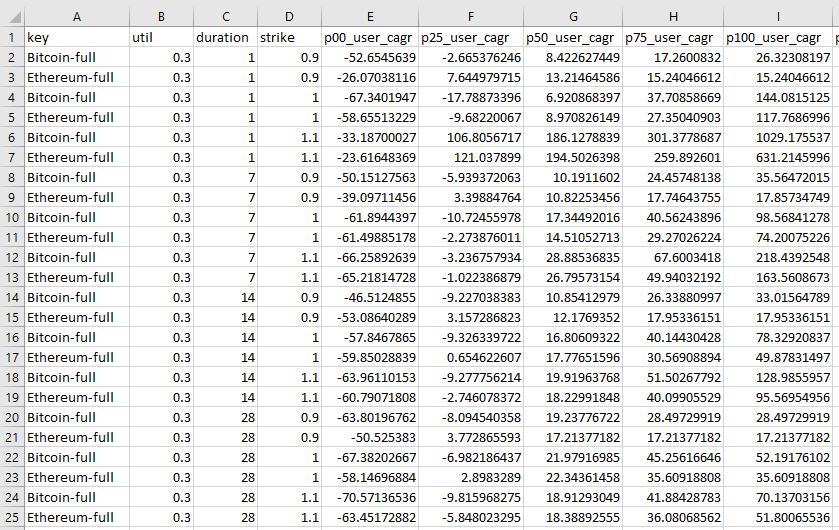 A B C D E F G H I
1 key util duration strike p00_user_cagr p25_user_cagr p50_user_cagr p75_user_cagr p100_user_cagr p
2 Bitcoin-full 0.3 1 0.9 -52.6545639 -2.665376246 8.422627449 17.2600832 26.32308197
3 Ethereum-full 0.3 1 0.9 -26.07038116 7.644979715 13.21464586 15.24046612 15.24046612
4 Bitcoin-full 0.3 1 1 -67.3401947 -17.78873396 6.920868397 37.70858669 144.0815125
5 Ethereum-full 0.3 1 1 -58.65513229 -9.68220067 8.970826149 27.35040903 117.7686996
6 Bitcoin-full 0.3 1 1.1 -33.18700027 106.8056717 186.1278839 301.3778687 1029.175537
7 Ethereum-full 0.3 1 1.1 -23.61648369 121.037899 194.5026398 259.892601 631.2145996
8 Bitcoin-full 0.3 7 0.9 -50.15127563 -5.939372063 10.1911602 24.45748138 35.56472015
9 Ethereum-full 0.3 7 0.9 -39.09711456 3.39884764 10.82253456 17.74643755 17.85734749
10 Bitcoin-full 0.3 7 1 -61.8944397 -10.72455978 17.34492016 40.56243896 98.56841278
11 Ethereum-full 0.3 7 1 -61.49885178 -2.273876011 14.51052713 29.27026224 74.20075226
12 Bitcoin-full 0.3 7 1.1 -66.25892639 -3.236757934 28.88536835 67.6003418 218.4392548
13 Ethereum-full 0.3 7 1.1 -65.21814728 -1.022386879 26.79573154 49.94032192 163.5608673
14 Bitcoin-full 0.3 14 0.9 -46.5124855 -9.227038383 10.85412979 26.33880997 33.01564789
15 Ethereum-full 0.3 14 0.9 -53.08640289 3.157286823 12.1769352 17.95336151 17.95336151
16 Bitcoin-full 0.3 14 1 -57.8467865 -9.326339722 16.80609322 40.14430428 78.32920837
17 Ethereum-full 0.3 14 1 -59.85028839 0.654622607 17.77651596 30.56908894 49.87831497
18 Bitcoin-full 0.3 14 1.1 -63.96110153 -9.277756214 19.91963768 51.50267792 128.9855957
19 Ethereum-full 0.3 14 1.1 -60.79071808 -2.746078372 18.22991848 40.09905529 95.56954956
20 Bitcoin-full 0.3 28 0.9 -63.80196762 -8.094540358 19.23776722 28.49729919 28.49729919
21 Ethereum-full 0.3 28 0.9 -50.525383 3.772865593 17.21377182 17.21377182 17.21377182
22 Bitcoin-full 0.3 28 1 -67.38202667 -6.982186437 21.97916985 45.25616646 52.19176102
23 Ethereum-full 0.3 28 1 -58.14696884 2.8983289 22.34361458 35.60918808 35.60918808
24 Bitcoin-full 0.3 28 1.1 -70.57136536 -9.815968275 18.91293049 41.88428783 70.13703156
25 Ethereum-full 0.3 28 1.1 -63.45172882 -5.848023295 18.38892555 36.08068562 51.80065536